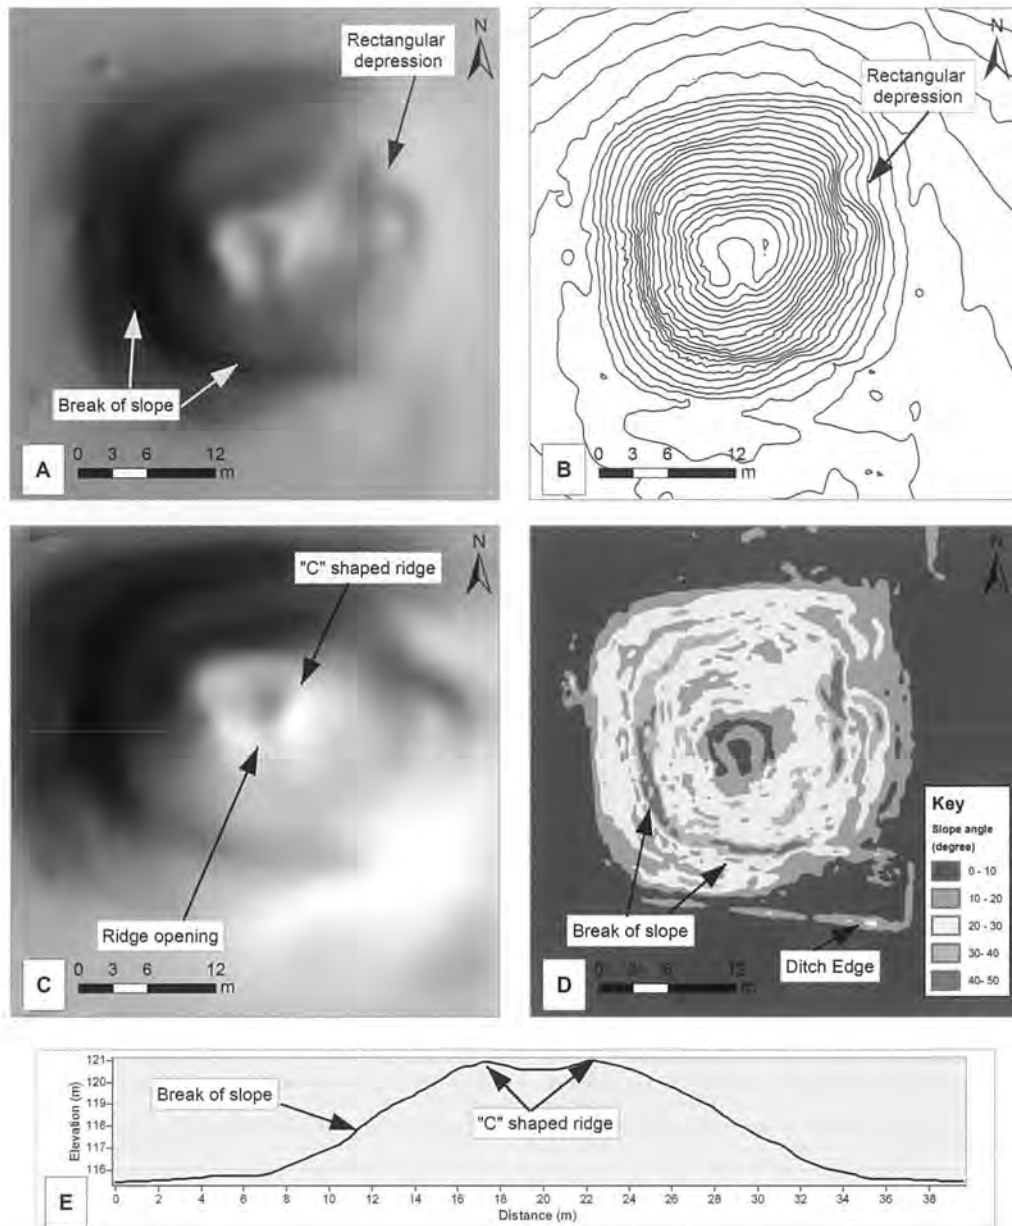 N
Rectangular
depression
Break of slope
A
0 3 6 12
m
N
Rectangular
depression
B
0 3 6 12
m
N
"C" shaped ridge
Ridge opening
C
0 3 6 12
m
N
Break of slope
Ditch Edge
D
0 3 6 12
m
Key
Slope angle
(degree)
0 - 10
10 - 20
20 - 30
30- 40
40- 50
Elevation (m)
121
120
119
118
117
116
Break of slope
"C" shaped ridge
E
0 2 4 6 8 10 12 14 16 18 20 22 24 26 28 30 32 34 36 38
Distance (m)